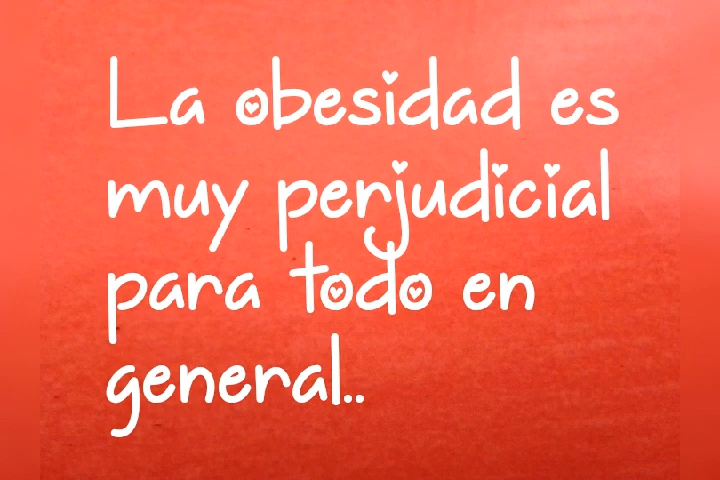 La obesidad es
muy perjudicial
para todo en
general..